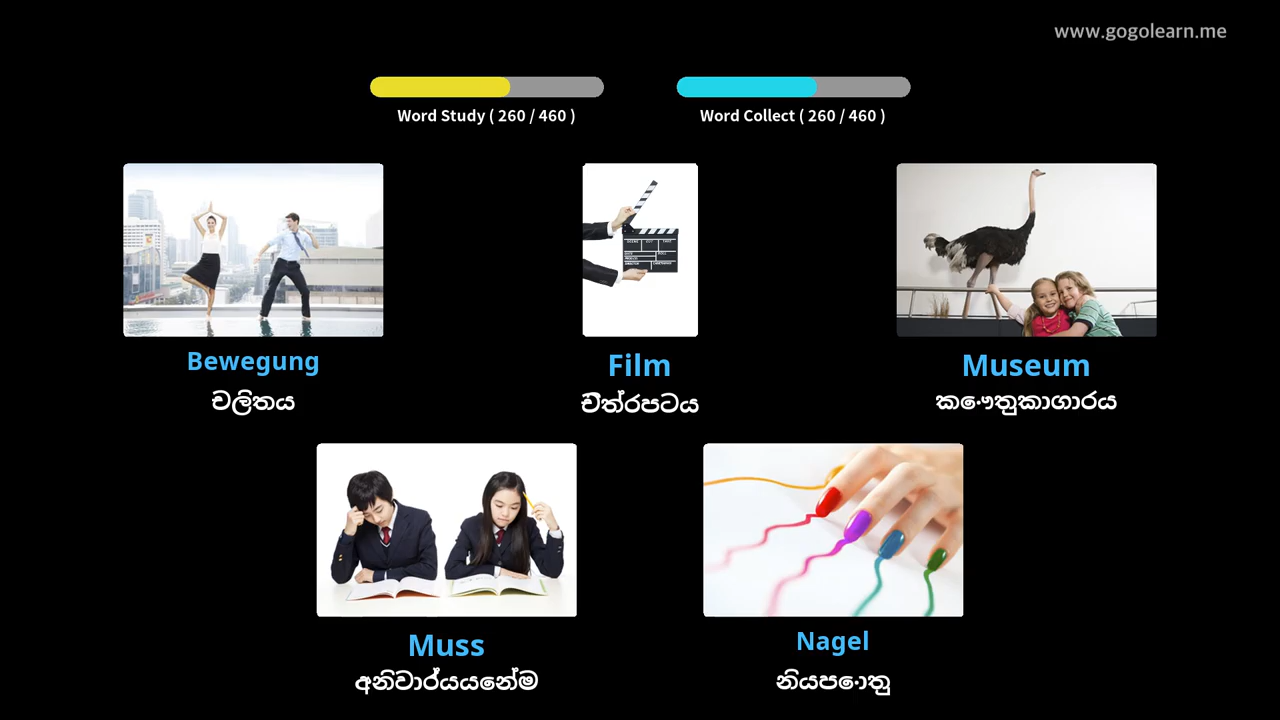 www.gogolearn.me
Word Study ( 260 / 460 )
Word Collect ( 260 / 460 )
Bewegung
චලිතය
Film
චිත්රපටය
Museum
කෞතුකාගාරය
Muss
අනිවාර්යයනේම
Nagel
නියපොතු